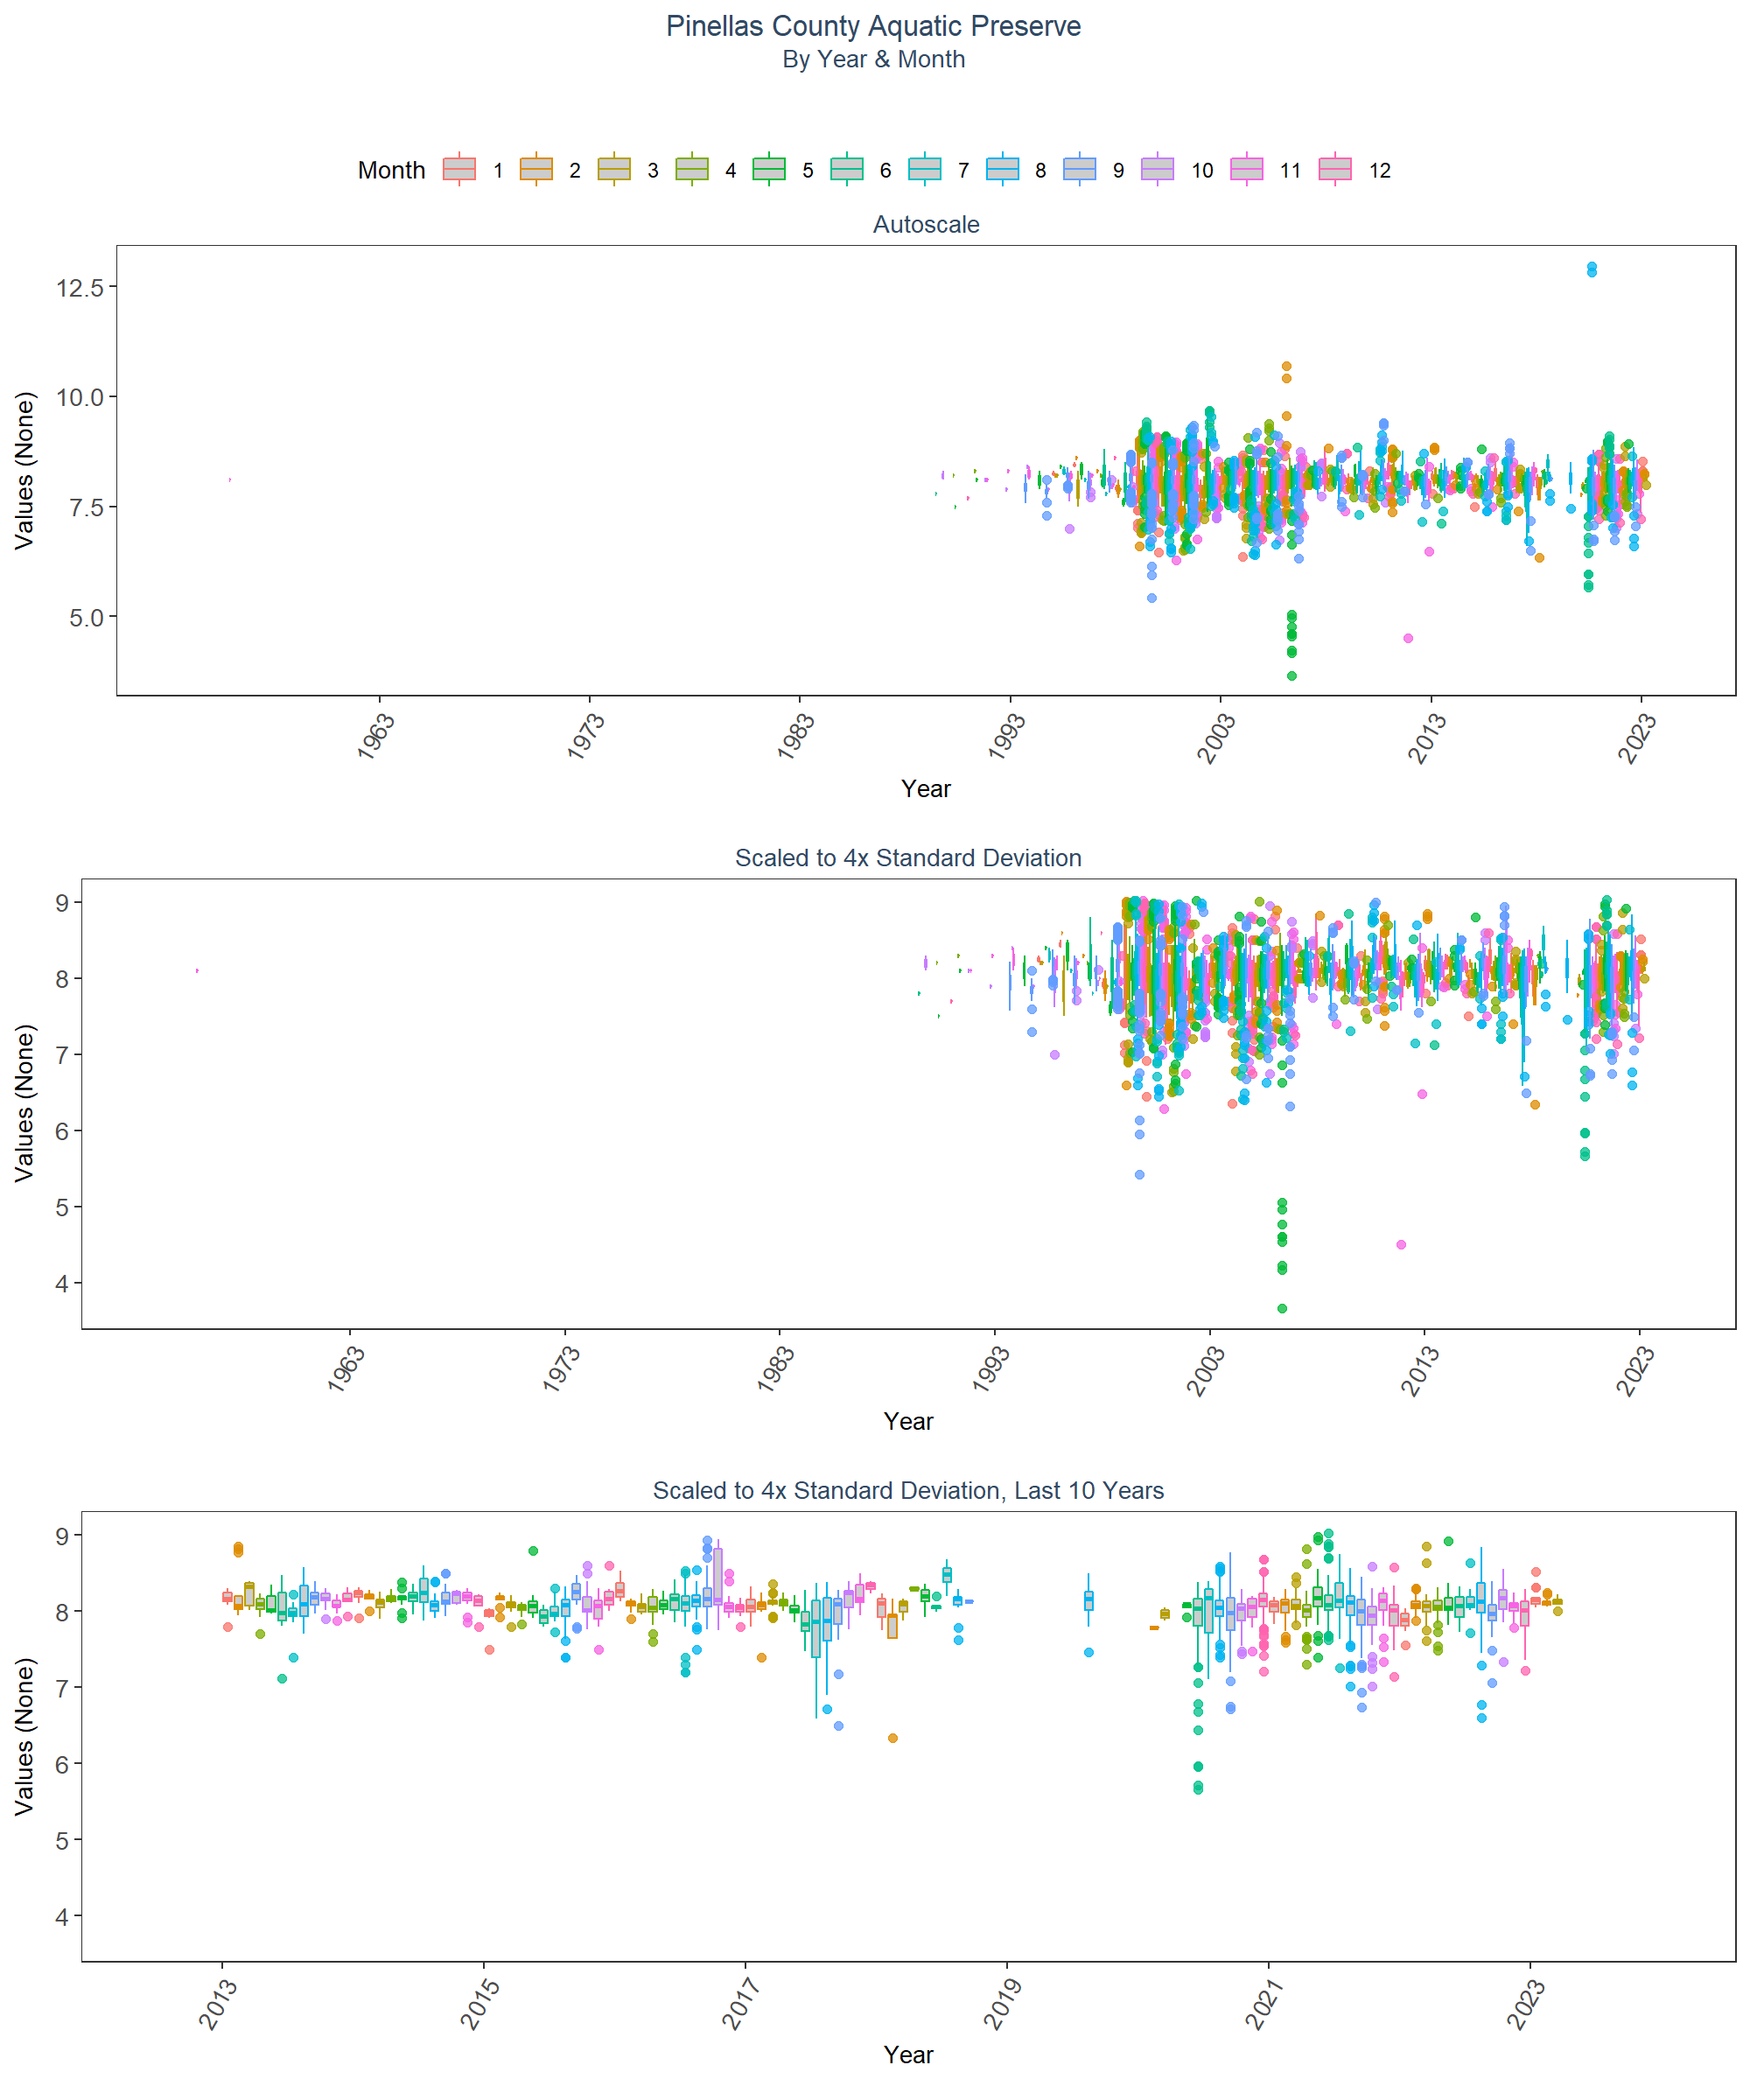 Pinellas County Aquatic Preserve
By Year & Month
Month 1 2 3 4 5 6 7 8 9 10 11 12
Autoscale
Values (None)
12.5
10.0
7.5
5.0
1963 1973 1983 1993 2003 2013 2023
Year
Scaled to 4x Standard Deviation
Values (None)
9
8
7
6
5
4
1963 1973 1983 1993 2003 2013 2023
Year
Scaled to 4x Standard Deviation, Last 10 Years
Values (None)
9
8
7
6
5
4
2013 2015 2017 2019 2021 2023
Year